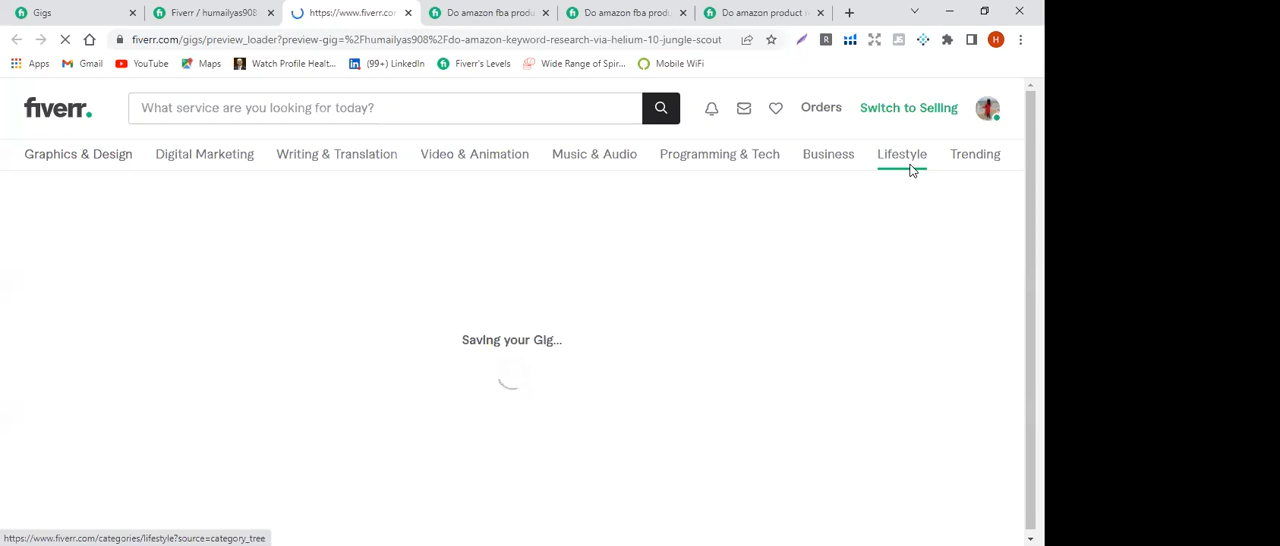 Gigs
Fiverr / humailyas908
https://www.fiverr.co
Do amazon fba produ
Do amazon fba produ
Do amazon product r
fiverr.com/gigs/preview_loader?preview-gig=%2Fhumailyas908%2Fdo-amazon-keyword-research-via-helium-10-jungle-scout
R
JS
H
Apps
Gmail
YouTube
Maps
Watch Profile Healt...
(99+) LinkedIn
Fiverr's Levels
Wide Range of Spir...
Mobile WiFi
fiverr.
What service are you looking for today?
Orders
Switch to Selling
Graphics & Design
Digital Marketing
Writing & Translation
Video & Animation
Music & Audio
Programming & Tech
Business
Lifestyle
Trending
Saving your Gig...
https://www.fiverr.com/categories/lifestyle?source=category_tree